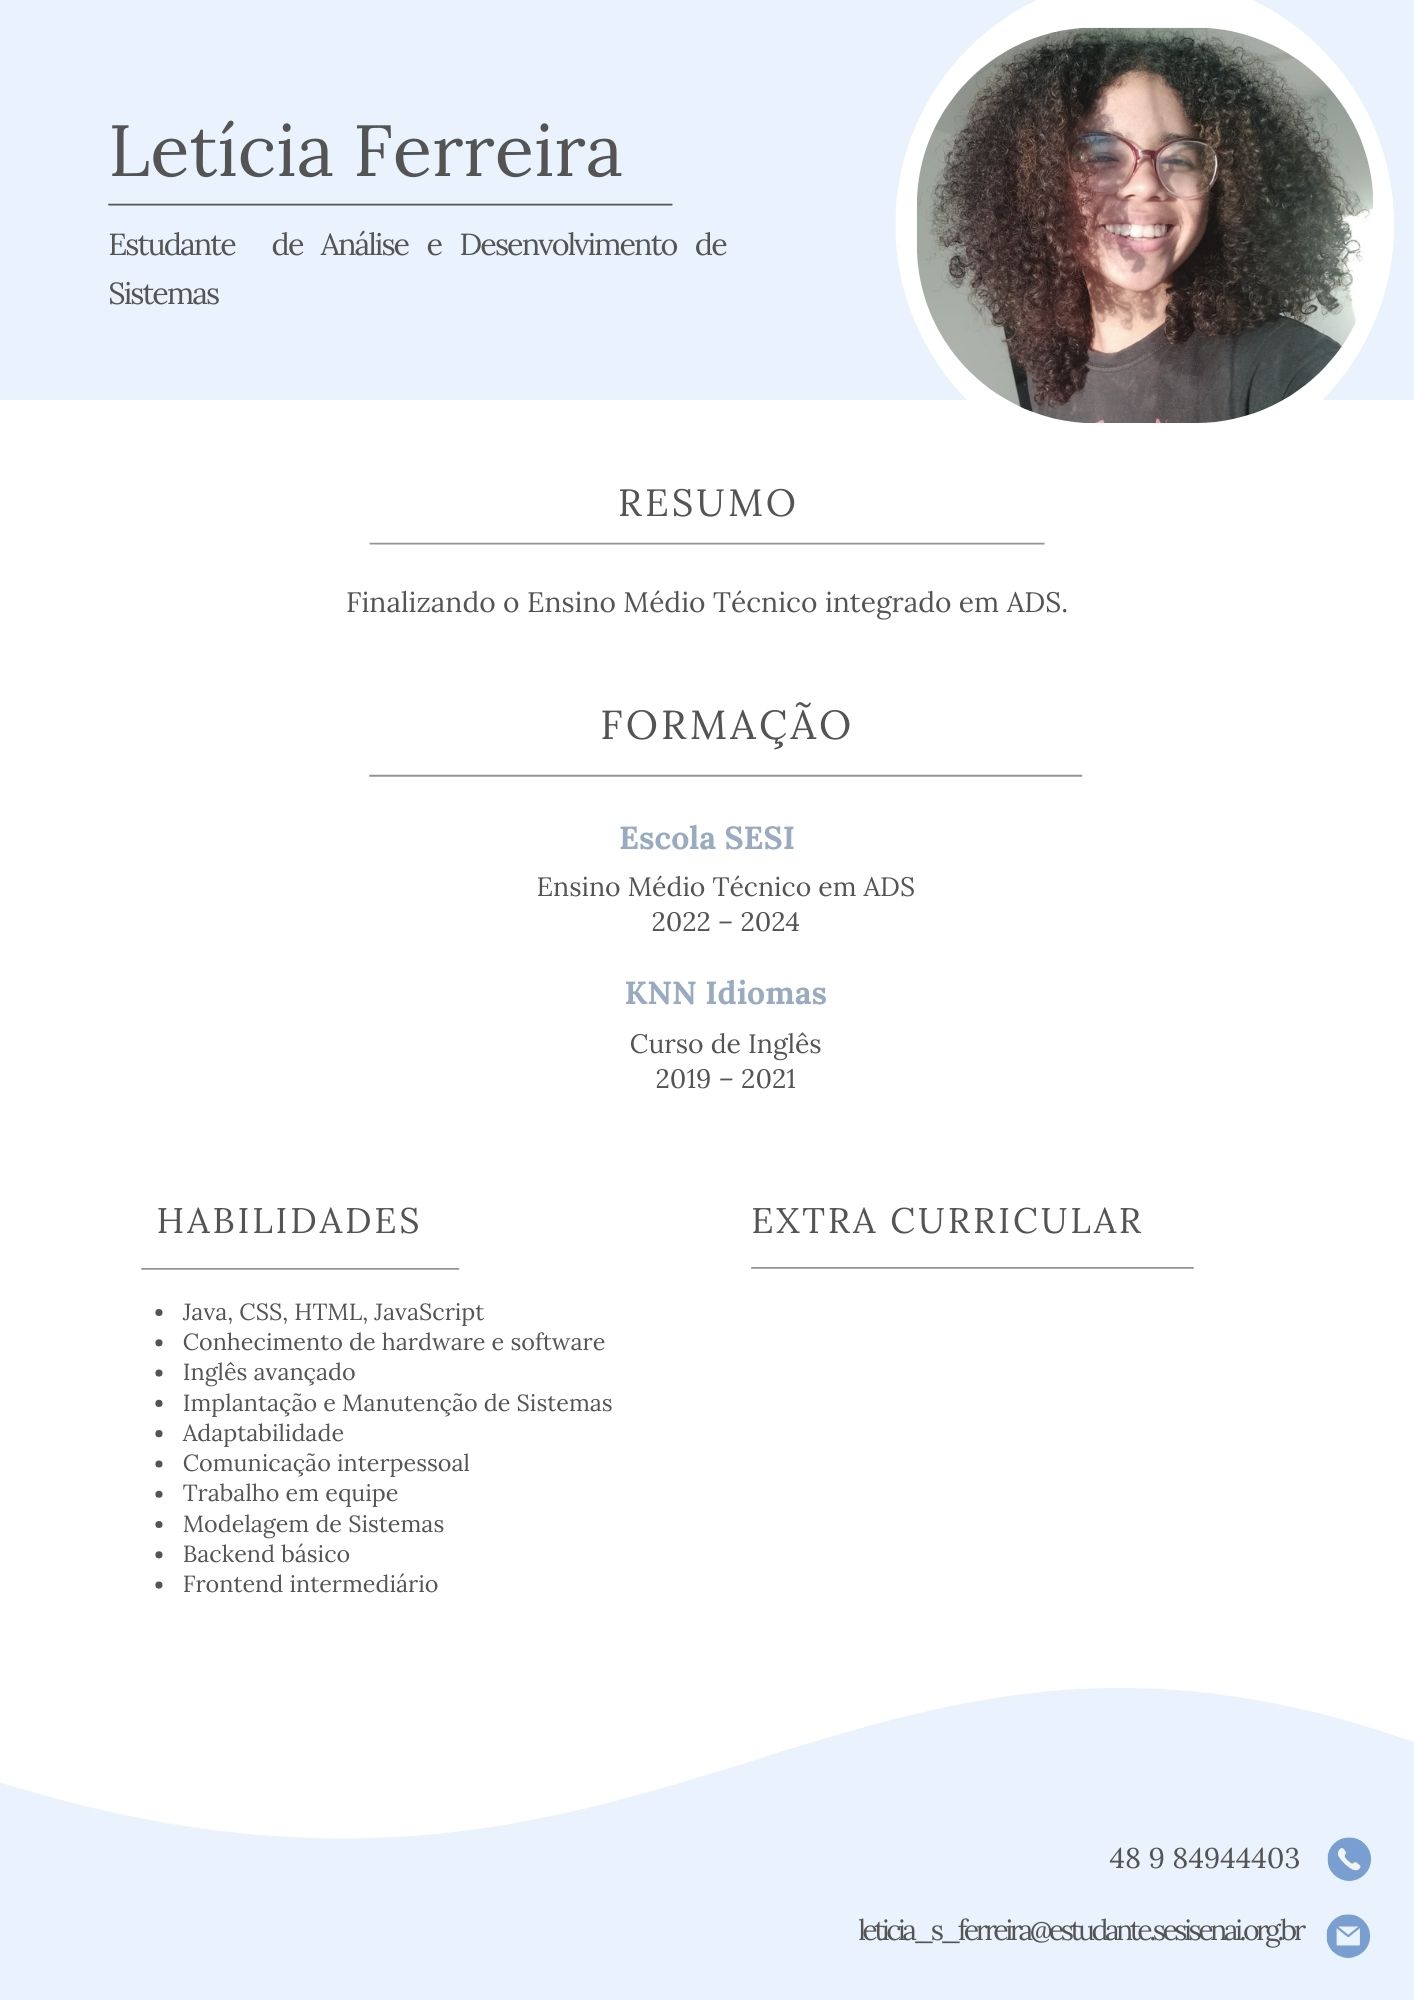 Letícia Ferreira
Estudante de Análise e Desenvolvimento de
Sistemas
RESUMO
Finalizando o Ensino Médio Técnico integrado em ADS.
FORMAÇÃO
Escola SESI
Ensino Médio Técnico em ADS
2022 – 2024
KNN Idiomas
Curso de Inglês
2019 – 2021
HABILIDADES
• Java, CSS, HTML, JavaScript
• Conhecimento de hardware e software
• Inglês avançado
• Implantação e Manutenção de Sistemas
• Adaptabilidade
• Comunicação interpessoal
• Trabalho em equipe
• Modelagem de Sistemas
• Backend básico
• Frontend intermediário
EXTRA CURRICULAR
48 9 84944403
leticia_s_ferreira@estudante.sesisenai.org.br